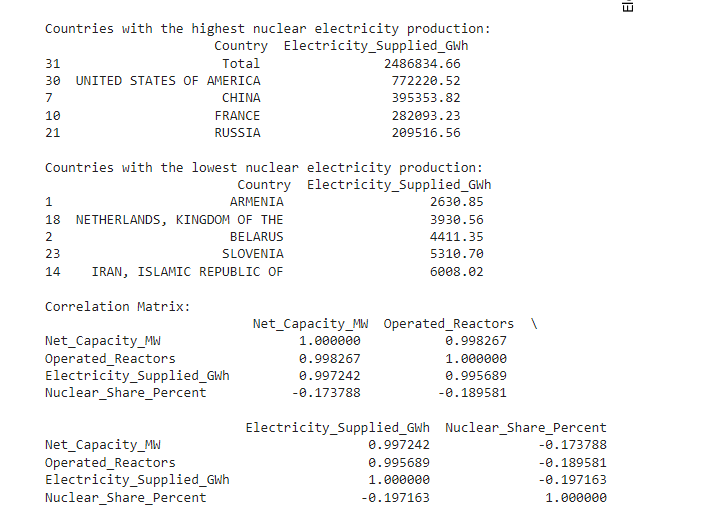 El
Countries with the highest nuclear electricity production:
Country Electricity_Supplied_GWh
31 Total 2486834.66
30 UNITED STATES OF AMERICA 772220.52
7 CHINA 395353.82
10 FRANCE 282093.23
21 RUSSIA 209516.56
Countries with the lowest nuclear electricity production:
Country Electricity_Supplied_GWh
1 ARMENIA 2630.85
18 NETHERLANDS, KINGDOM OF THE 3930.56
2 BELARUS 4411.35
23 SLOVENIA 5310.70
14 IRAN, ISLAMIC REPUBLIC OF 6008.02
Correlation Matrix:
Net_Capacity_MW Operated_Reactors \
Net_Capacity_MW 1.000000 0.998267
Operated_Reactors 0.998267 1.000000
Electricity_Supplied_GWh 0.997242 0.995689
Nuclear_Share_Percent -0.173788 -0.189581
Electricity_Supplied_GWh Nuclear_Share_Percent
Net_Capacity_MW 0.997242 -0.173788
Operated_Reactors 0.995689 -0.189581
Electricity_Supplied_GWh 1.000000 -0.197163
Nuclear_Share_Percent -0.197163 1.000000